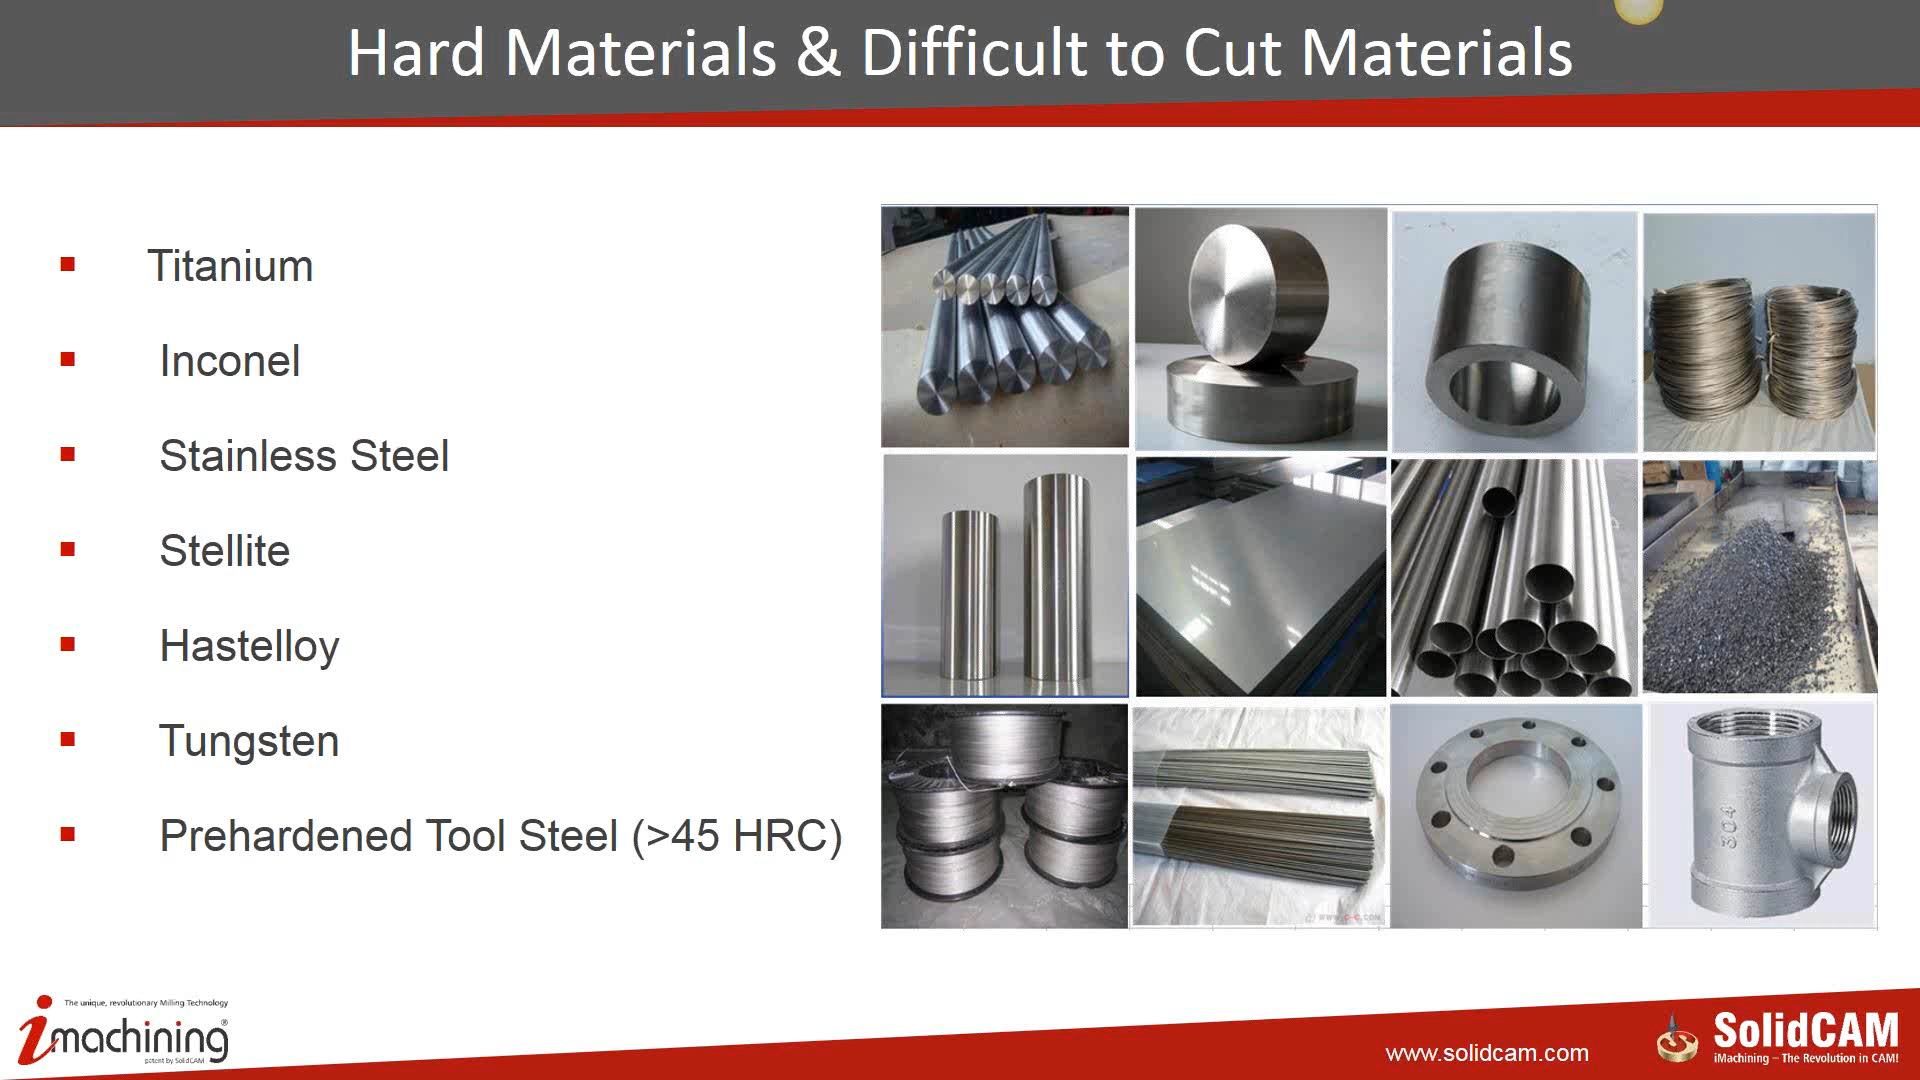 Hard Materials & Difficult to Cut Materials
▪ Titanium
▪ Inconel
▪ Stainless Steel
▪ Stellite
▪ Hastelloy
▪ Tungsten
▪ Prehardened Tool Steel (>45 HRC)
304
The unique, revolutionary Milling Technology
imachining®
patent by SolidCAM
www.solidcam.com
SolidCAM
iMachining – The Revolution in CAM!